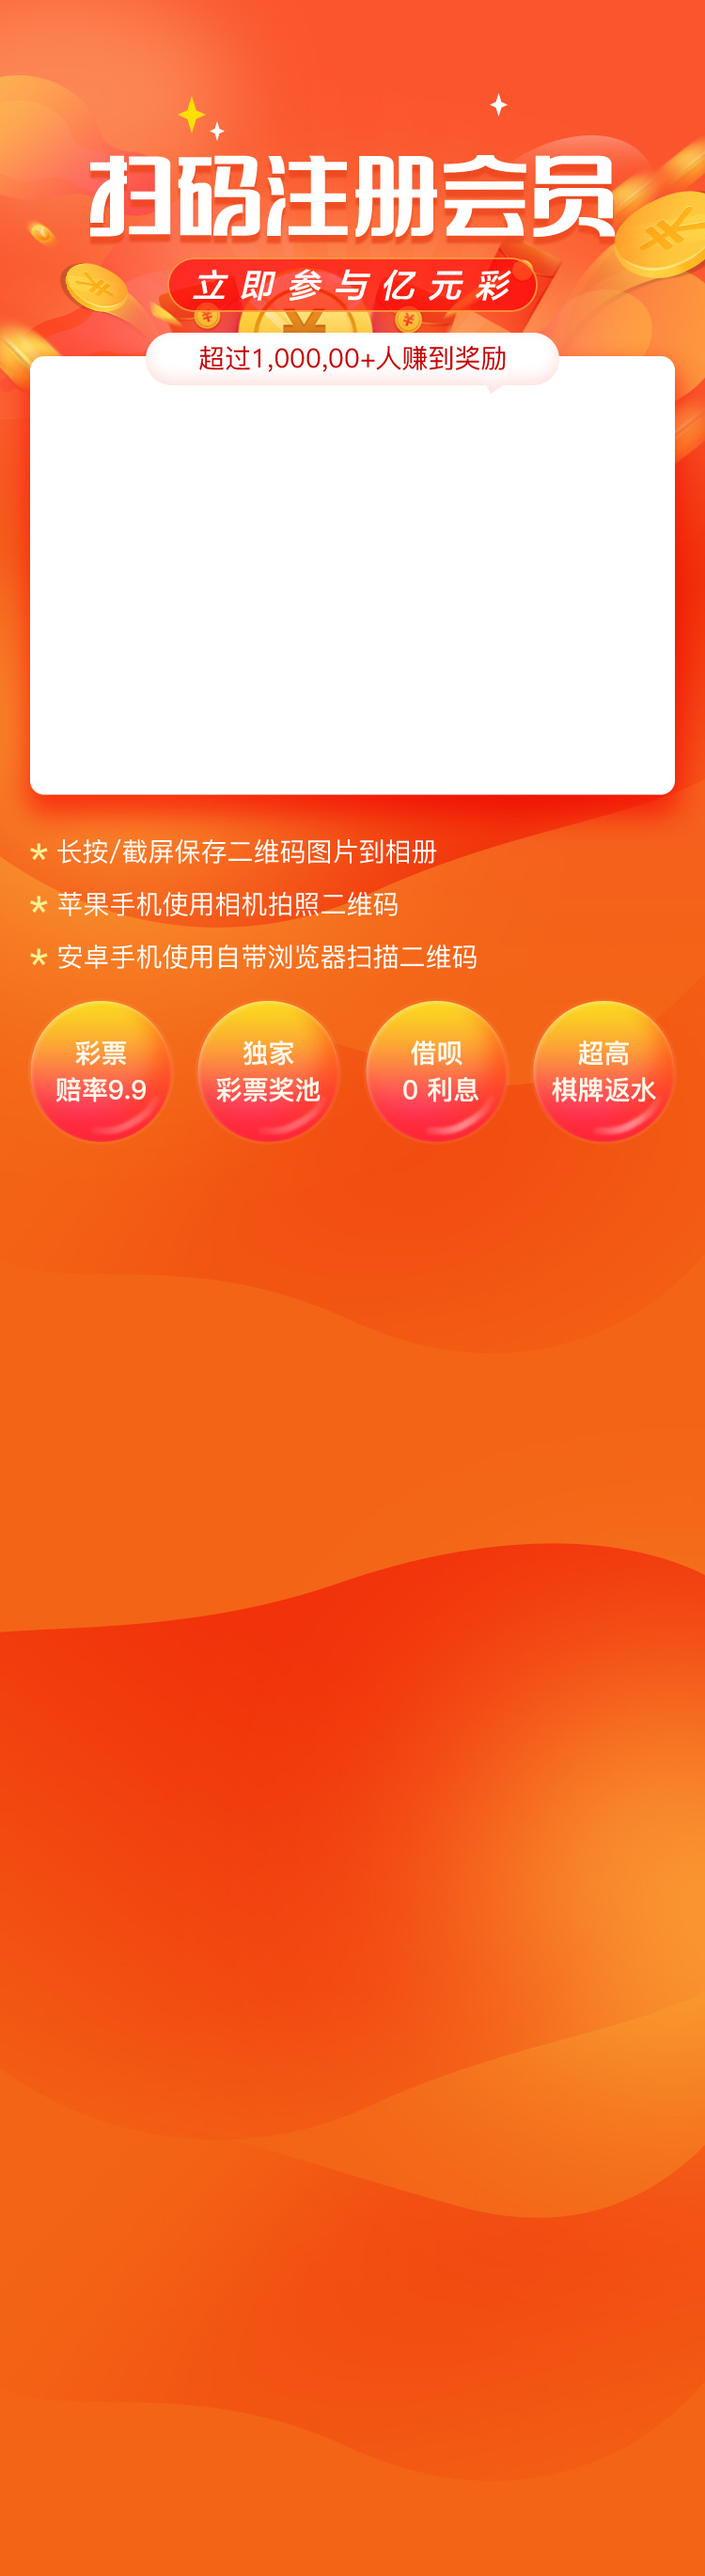 扫码注册会员
立即参与亿元彩
超过1,000,00+人赚到奖励
* 长按/截屏保存二维码图片到相册
* 苹果手机使用相机拍照二维码
* 安卓手机使用自带浏览器扫描二维码
彩票
赔率9.9
独家
彩票奖池
借呗
0 利息
超高
棋牌返水